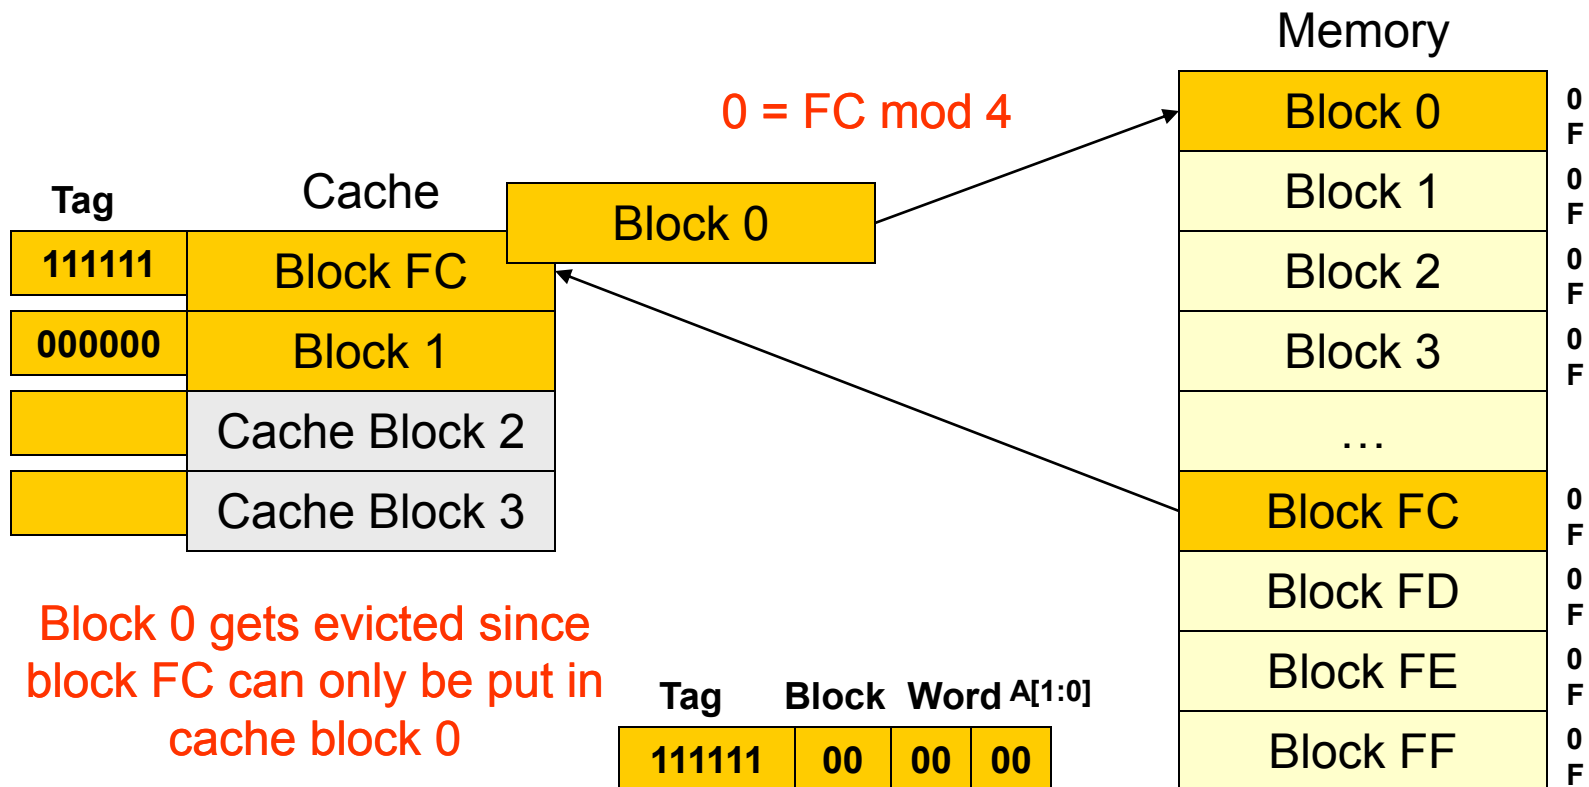 Memory
0 = FC mod 4
Block 0
0
F
Block 1
0
F
Block 2
0
F
Block 3
0
F
…
Block FC
0
F
Block FD
0
F
Block FE
0
F
Block FF
0
F
Tag
Cache
Block 0
111111
Block FC
000000
Block 1
Cache Block 2
Cache Block 3
Block 0 gets evicted since
block FC can only be put in
cache block 0
Tag Block Word A[1:0]
111111 00 00 00